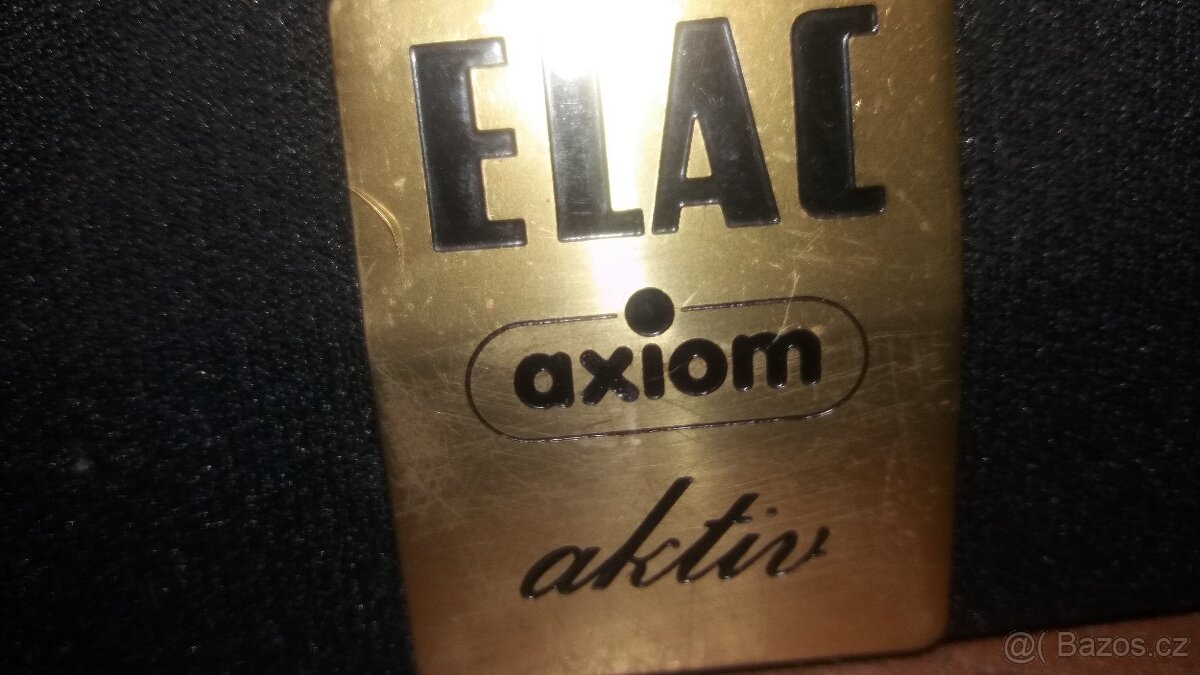 ELAC
axiom
aktiv
@( Bazos.cz